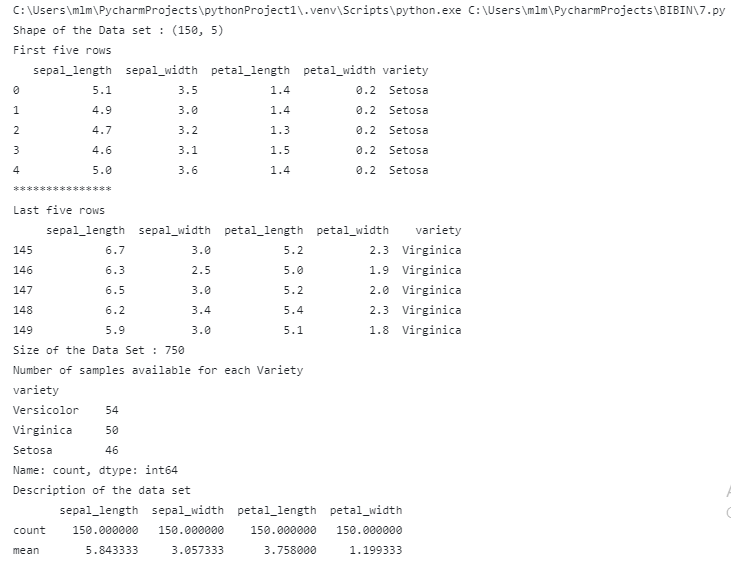 C:\Users\mlm\PycharmProjects\pythonProject1\.venv\Scripts\python.exe C:\Users\mlm\PycharmProjects\BIBIN\7.py
Shape of the Data set : (150, 5)
First five rows
   sepal_length  sepal_width  petal_length  petal_width variety
0           5.1          3.5           1.4          0.2  Setosa
1           4.9          3.0           1.4          0.2  Setosa
2           4.7          3.2           1.3          0.2  Setosa
3           4.6          3.1           1.5          0.2  Setosa
4           5.0          3.6           1.4          0.2  Setosa
***************
Last five rows
     sepal_length  sepal_width  petal_length  petal_width    variety
145           6.7          3.0           5.2          2.3  Virginica
146           6.3          2.5           5.0          1.9  Virginica
147           6.5          3.0           5.2          2.0  Virginica
148           6.2          3.4           5.4          2.3  Virginica
149           5.9          3.0           5.1          1.8  Virginica
Size of the Data Set : 750
Number of samples available for each Variety
variety
Versicolor    54
Virginica     50
Setosa        46
Name: count, dtype: int64
Description of the data set
       sepal_length  sepal_width  petal_length  petal_width
count    150.000000   150.000000    150.000000   150.000000
mean       5.843333     3.057333      3.758000     1.199333